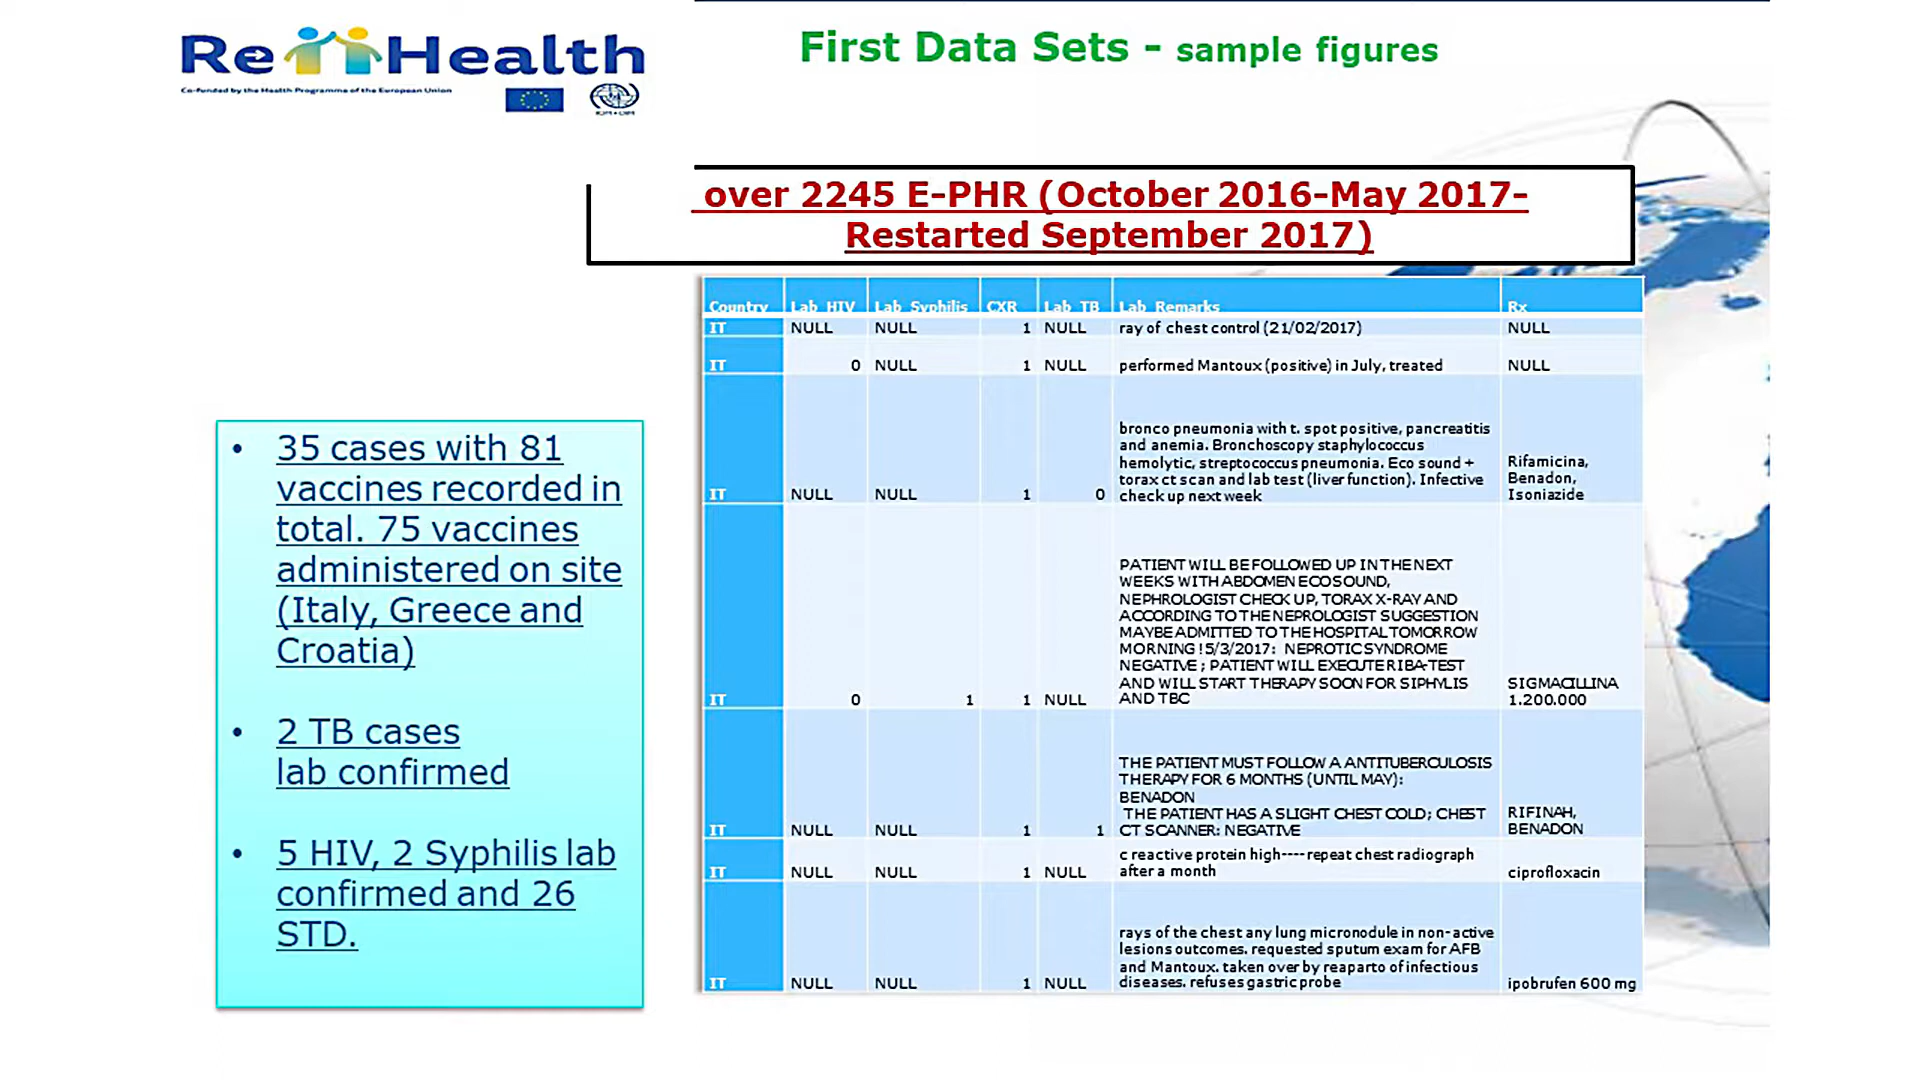 Re Health
Co-funded by the Health Programme of the European Union
IOM • OIM
First Data Sets - sample figures
over 2245 E-PHR (October 2016-May 2017-
Restarted September 2017)
• 35 cases with 81
vaccines recorded in
total. 75 vaccines
administered on site
(Italy, Greece and
Croatia)
• 2 TB cases
lab confirmed
• 5 HIV, 2 Syphilis lab
confirmed and 26
STD.
Country Lab_HIV Lab_Syphilis CXR Lab_TB Lab_Remarks Rx
IT NULL NULL 1 NULL ray of chest control (21/02/2017) NULL
IT 0 NULL 1 NULL performed Mantoux (positive) in July, treated NULL
bronco pneumonia with t. spot positive, pancreatitis
and anemia. Bronchoscopy staphylococcus
hemolytic, streptococcus pneumonia. Eco sound + Rifamicina,
torax ct scan and lab test (liver function). Infective Benadon,
IT NULL NULL 1 0 check up next week Isoniazide
PATIENT WILL BE FOLLOWED UP IN THE NEXT
WEEKS WITH ABDOMEN ECOSOUND,
NEPHROLOGIST CHECK UP, TORAX X-RAY AND
ACCORDING TO THE NEPROLOGIST SUGGESTION
MAYBE ADMITTED TO THE HOSPITAL TOMORROW
MORNING !5/3/2017: NEPROTIC SYNDROME
NEGATIVE ; PATIENT WILL EXECUTE RIBA-TEST
AND WILL START THERAPY SOON FOR SIPHYLIS SIGMACILLINA
IT 0 1 1 NULL AND TBC 1.200.000
THE PATIENT MUST FOLLOW A ANTITUBERCULOSIS
THERAPY FOR 6 MONTHS (UNTIL MAY):
BENADON
THE PATIENT HAS A SLIGHT CHEST COLD; CHEST RIFINAH,
IT NULL NULL 1 1 CT SCANNER: NEGATIVE BENADON
c reactive protein high----repeat chest radiograph
IT NULL NULL 1 NULL after a month ciprofloxacin
rays of the chest any lung micronodule in non-active
lesions outcomes. requested sputum exam for AFB
and Mantoux. taken over by reaparto of infectious
IT NULL NULL 1 NULL diseases. refuses gastric probe ipobrufen 600 mg